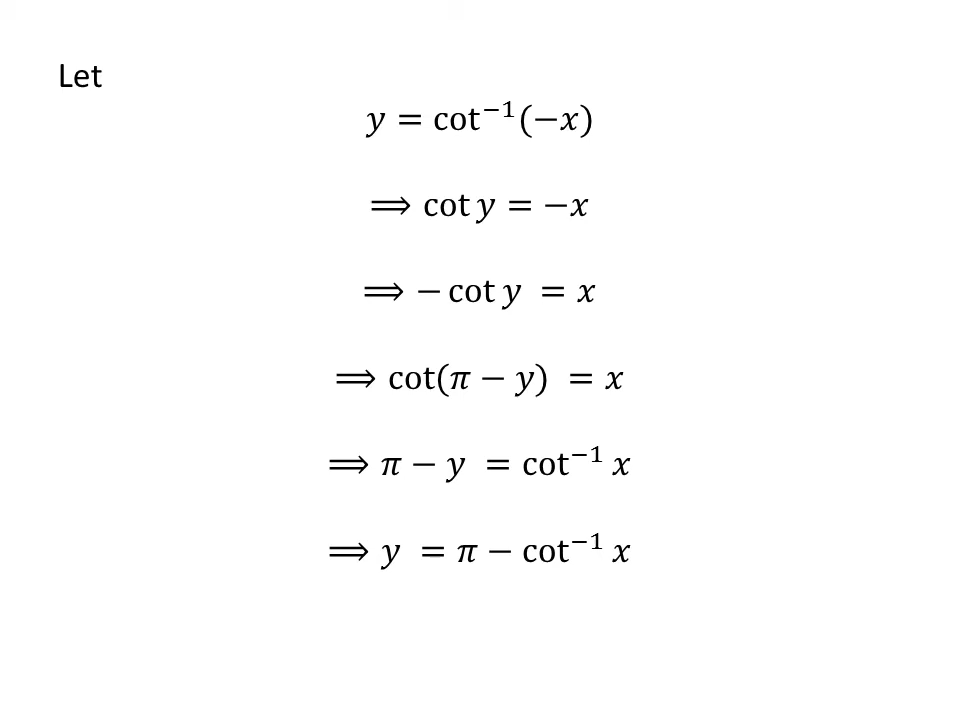 Let
𝑦 = cot⁻¹(−𝑥)
⟹ cot 𝑦 = −𝑥
⟹ − cot 𝑦 = 𝑥
⟹ cot(𝜋 − 𝑦) = 𝑥
⟹ 𝜋 − 𝑦 = cot⁻¹ 𝑥
⟹ 𝑦 = 𝜋 − cot⁻¹ 𝑥